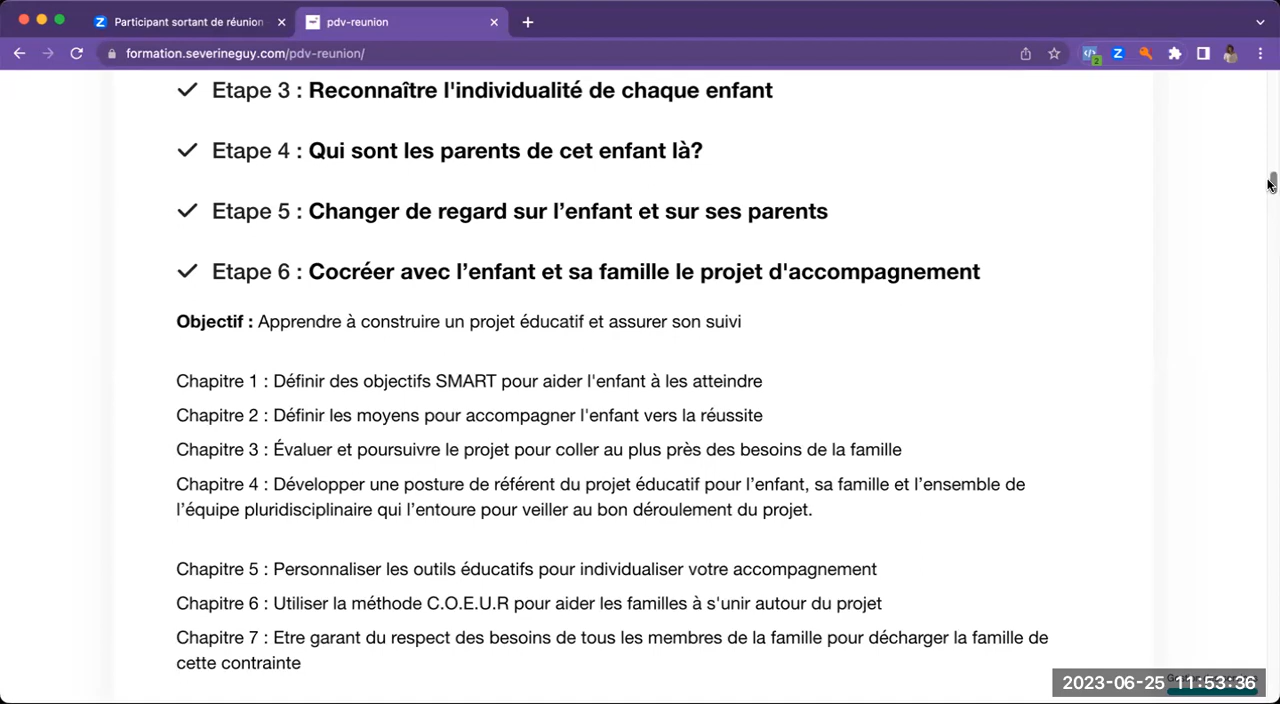 Participant sortant de réunion
pdv-reunion
formation.severineguy.com/pdv-reunion/
2
Etape 3 : Reconnaître l'individualité de chaque enfant
Etape 4 : Qui sont les parents de cet enfant là?
Etape 5 : Changer de regard sur l’enfant et sur ses parents
Etape 6 : Cocréer avec l’enfant et sa famille le projet d'accompagnement
Objectif : Apprendre à construire un projet éducatif et assurer son suivi
Chapitre 1 : Définir des objectifs SMART pour aider l'enfant à les atteindre
Chapitre 2 : Définir les moyens pour accompagner l'enfant vers la réussite
Chapitre 3 : Évaluer et poursuivre le projet pour coller au plus près des besoins de la famille
Chapitre 4 : Développer une posture de référent du projet éducatif pour l’enfant, sa famille et l’ensemble de
l’équipe pluridisciplinaire qui l’entoure pour veiller au bon déroulement du projet.
Chapitre 5 : Personnaliser les outils éducatifs pour individualiser votre accompagnement
Chapitre 6 : Utiliser la méthode C.O.E.U.R pour aider les familles à s'unir autour du projet
Chapitre 7 : Etre garant du respect des besoins de tous les membres de la famille pour décharger la famille de
cette contrainte
2023-06-25 11:53:36